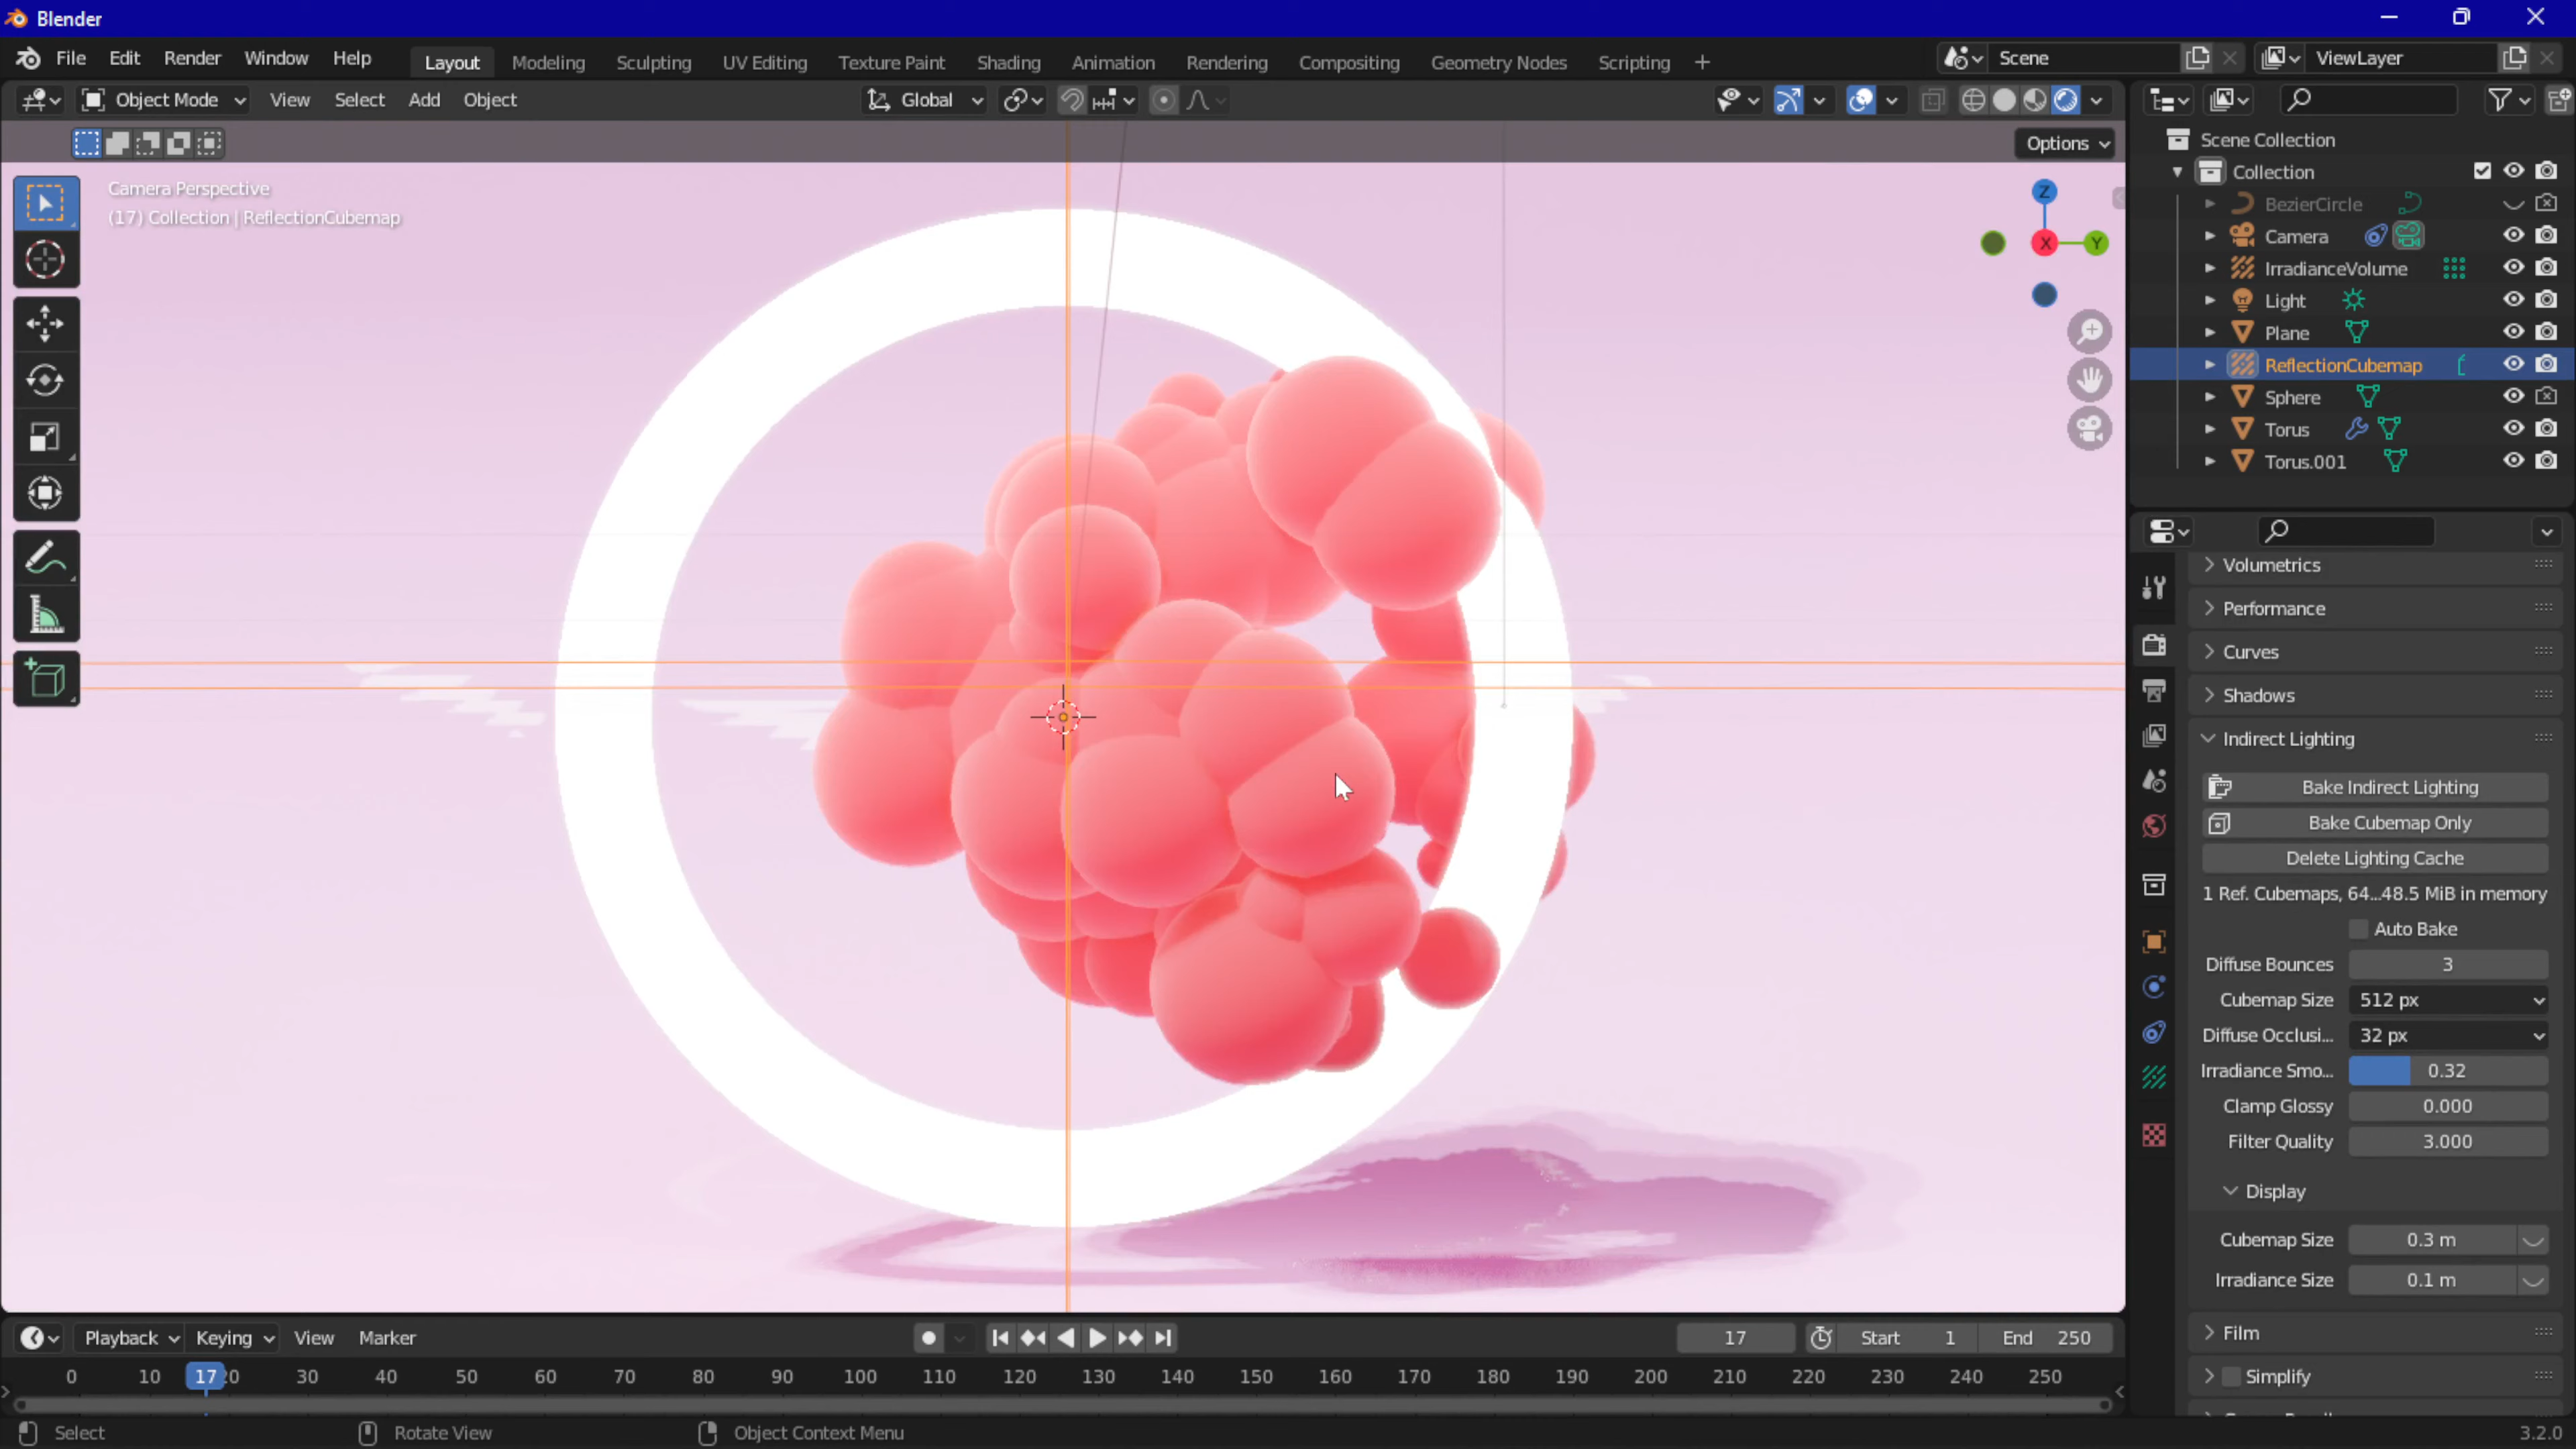 Blender
File Edit Render Window Help Layout Modeling Sculpting UV Editing Texture Paint Shading Animation Rendering Compositing Geometry Nodes Scripting + Scene ViewLayer
Object Mode View Select Add Object Global
Options
Camera Perspective
(17) Collection | ReflectionCubemap
Z
X
Y
Scene Collection
Collection
BezierCircle
Camera
IrradianceVolume
Light
Plane
ReflectionCubemap
Sphere
Torus
Torus.001
Volumetrics
Performance
Curves
Shadows
Indirect Lighting
Bake Indirect Lighting
Bake Cubemap Only
Delete Lighting Cache
1 Ref. Cubemaps, 64...48.5 MiB in memory
Auto Bake
Diffuse Bounces 3
Cubemap Size 512 px
Diffuse Occlusi... 32 px
Irradiance Smo... 0.32
Clamp Glossy 0.000
Filter Quality 3.000
Display
Cubemap Size 0.3 m
Irradiance Size 0.1 m
Film
Simplify
Playback Keying View Marker 17 Start 1 End 250
0 10 17 20 30 40 50 60 70 80 90 100 110 120 130 140 150 160 170 180 190 200 210 220 230 240 250
Select Rotate View Object Context Menu 3.2.0